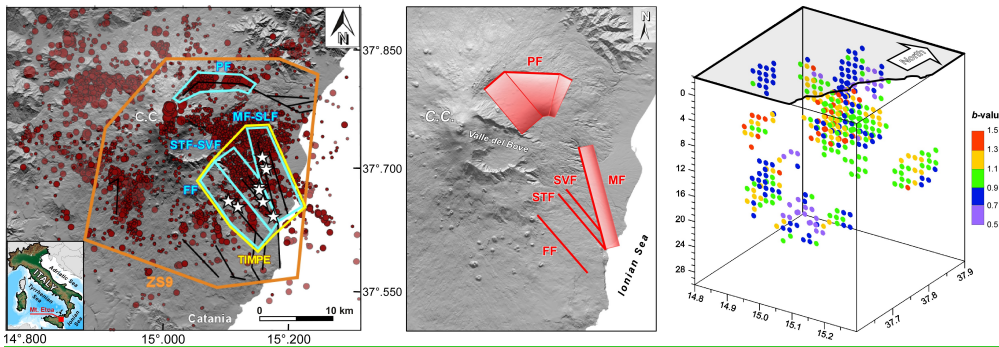 N
PF
C.C.
MF-SLF
STF-SVF
FF
TIMPE
ZS9
Catania
0 10 km
ITALY
Adriatic Sea
Tyrrhenian Sea
Mt. Etna
Ionian Sea
37°.850
37°.700
37°.550
14°.800
15°.000
15°.200
N
PF
C.C.
Valle del Bove
SVF
STF
MF
FF
Ionian Sea
North
0
4
8
12
16
20
24
28
14.8
14.9
15.0
15.1
15.2
37.7
37.8
37.9
b-valu
1.5
1.3
1.1
0.9
0.7
0.5